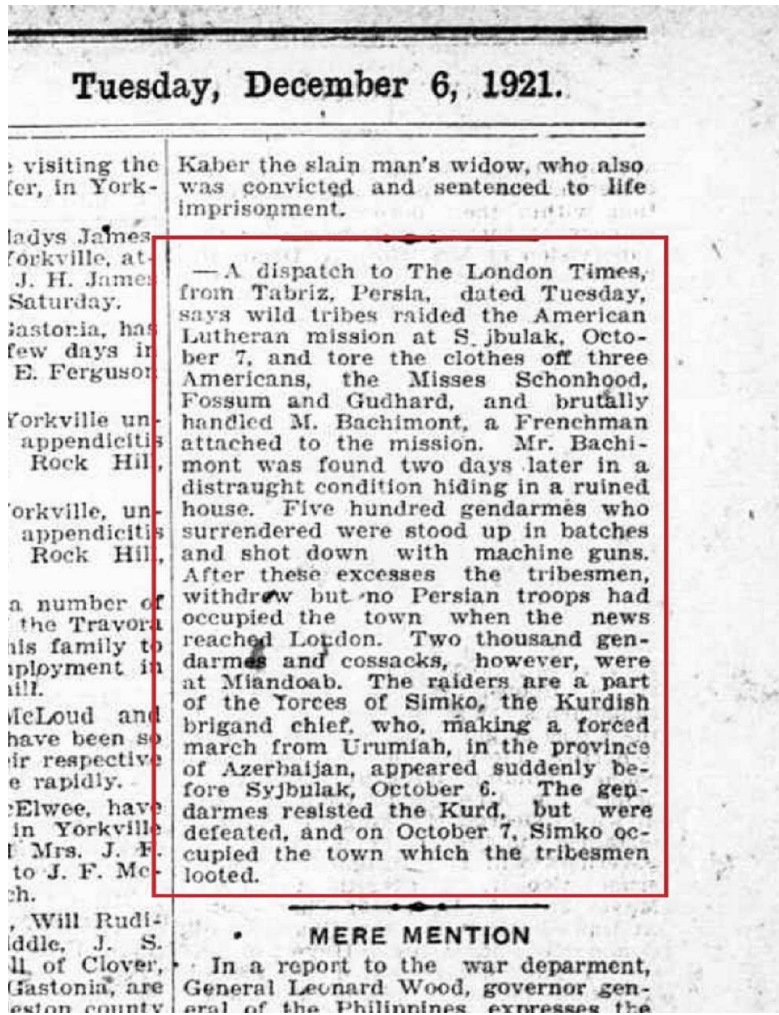 Tuesday, December 6, 1921.
visiting the
fer, in York-
ladys James
Yorkville, at-
J. H. James
Saturday.
Gastonia, has
few days in
E. Ferguson
Yorkville un-
appendicitis
Rock Hill,
orkville, un-
appendicitis
Rock Hill,
a number of
the Travora
his family to
mployment in
hill.
McLoud and
have been so
eir respective
e rapidly.
cElwee, have
in Yorkville
Mrs. J. F.
to J. F. Mc-
ch.
, Will Rudi-
iddle, J. S.
ll of Clover,
Gastonia, are
eston county
Kaber the slain man's widow, who also
was convicted and sentenced to life
imprisonment.
—A dispatch to The London Times,
from Tabriz, Persia, dated Tuesday,
says wild tribes raided the American
Lutheran mission at S jbulak, Octo-
ber 7, and tore the clothes off three
Americans, the Misses Schonhood,
Fossum and Gudhard, and brutally
handled M. Bachimont, a Frenchman
attached to the mission. Mr. Bachi-
mont was found two days later in a
distraught condition hiding in a ruined
house. Five hundred gendarmes who
surrendered were stood up in batches
and shot down with machine guns.
After these excesses the tribesmen,
withdrew but no Persian troops had
occupied the town when the news
reached London. Two thousand gen-
darmes and cossacks, however, were
at Miandoab. The raiders are a part
of the forces of Simko, the Kurdish
brigand chief, who, making a forced
march from Urumiah, in the province
of Azerbaijan, appeared suddenly be-
fore Syjbulak, October 6. The gen-
darmes resisted the Kurd, but were
defeated, and on October 7, Simko oc-
cupied the town which the tribesmen
looted.
MERE MENTION
In a report to the war deparment,
General Leonard Wood, governor gen-
eral of the Philippines, expresses the